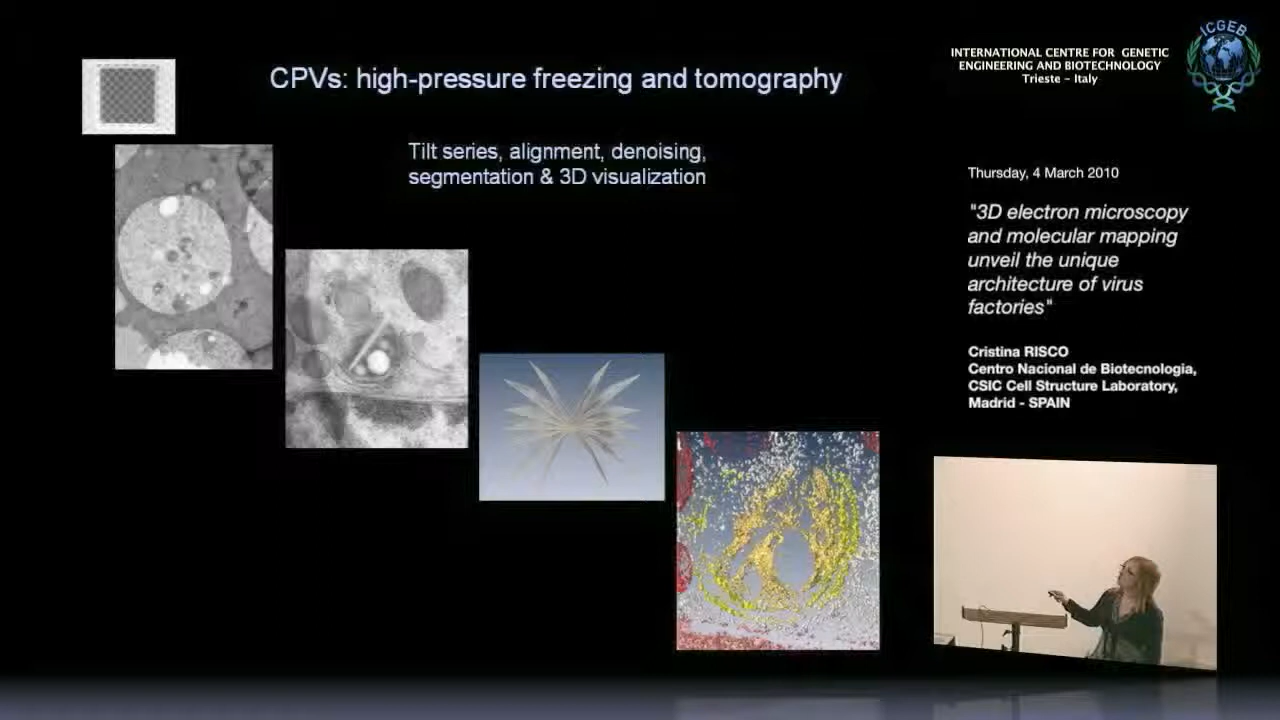 CPVs: high-pressure freezing and tomography
Tilt series, alignment, denoising,
segmentation & 3D visualization
INTERNATIONAL CENTRE FOR GENETIC
ENGINEERING AND BIOTECHNOLOGY
Trieste - Italy
ICGEB
Thursday, 4 March 2010
"3D electron microscopy
and molecular mapping
unveil the unique
architecture of virus
factories"
Cristina RISCO
Centro Nacional de Biotecnologia,
CSIC Cell Structure Laboratory,
Madrid - SPAIN